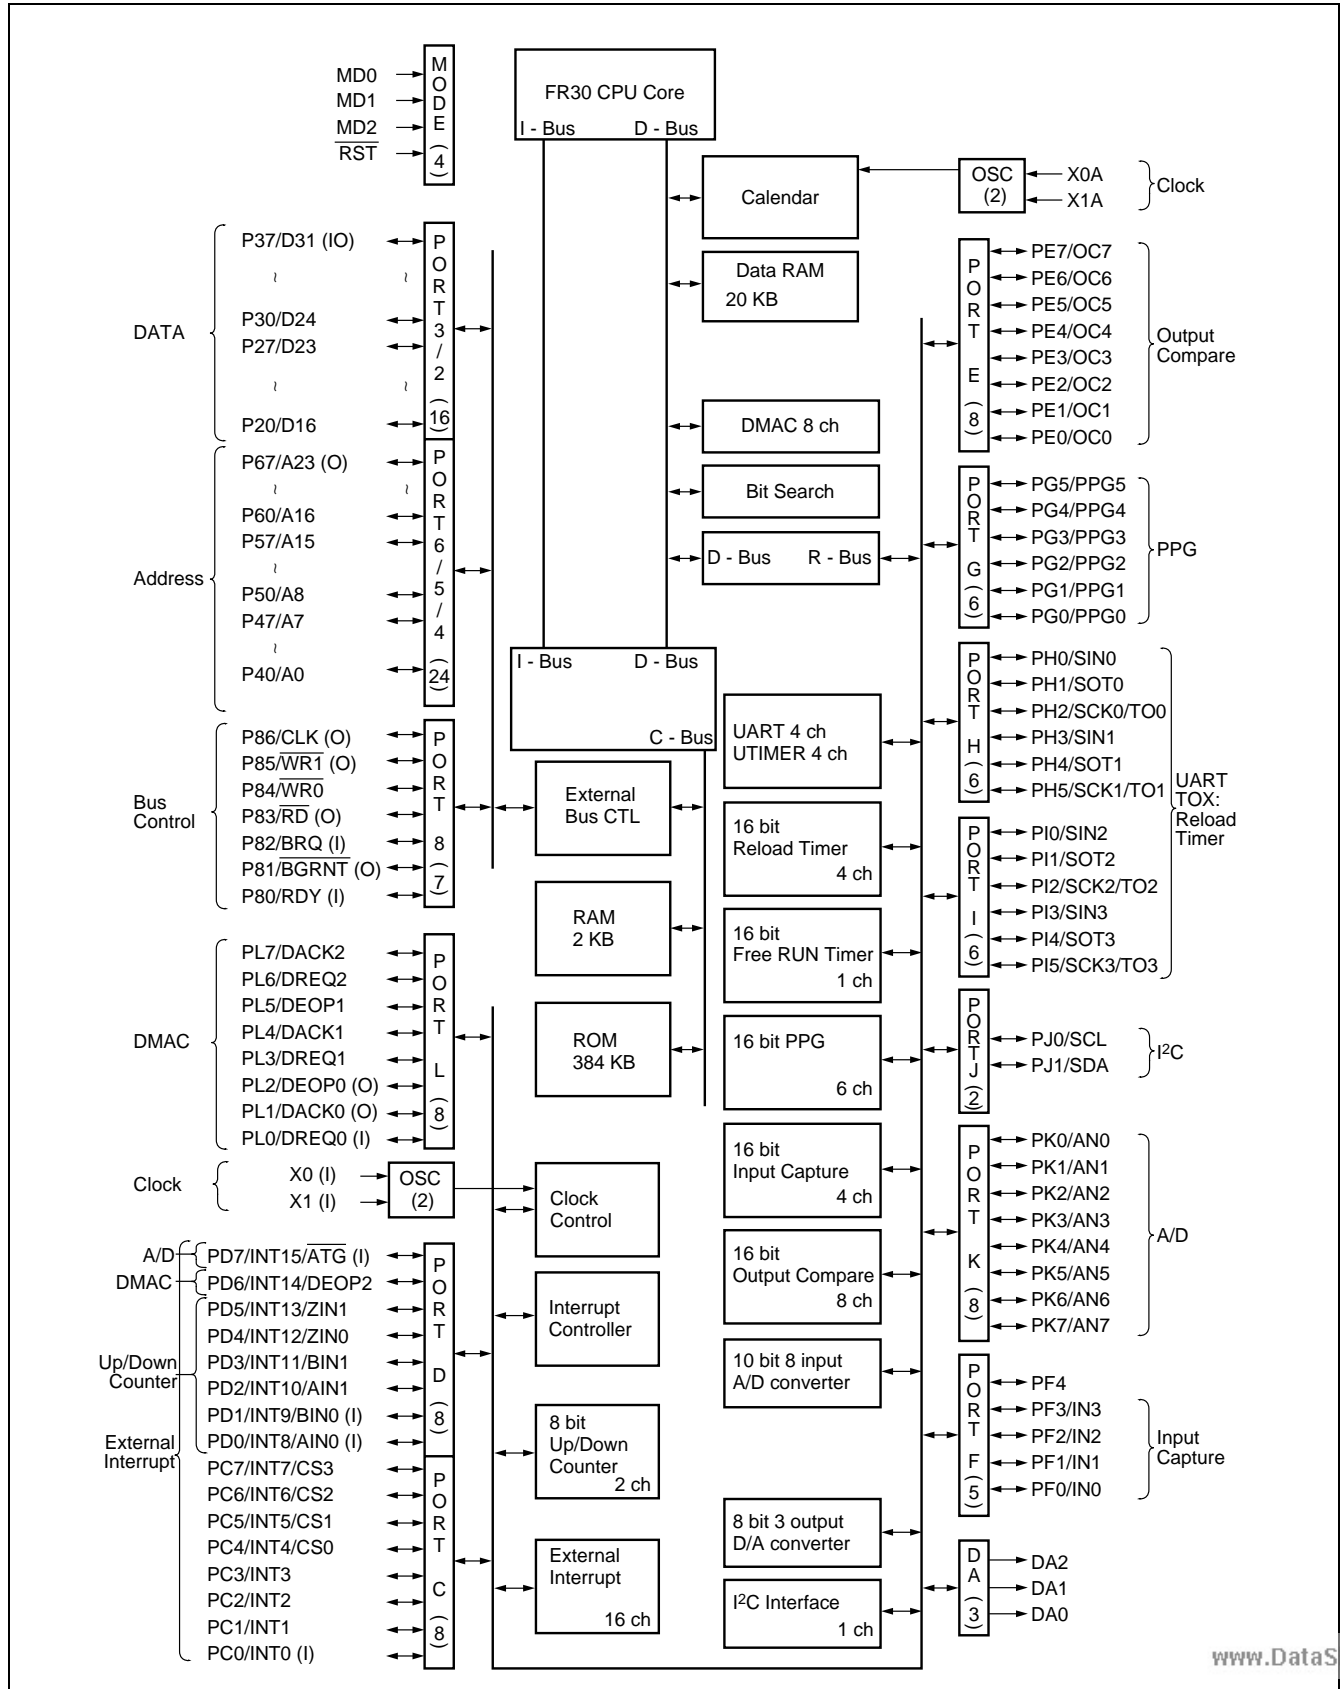 MD0
MD1
MD2
RST
MODE (4)
FR30 CPU Core
I - Bus D - Bus
Calendar
OSC
(2)
X0A
X1A
Clock
Data RAM
20 KB
DMAC 8 ch
Bit Search
D - Bus R - Bus
I - Bus D - Bus
C - Bus
DATA
P37/D31 (IO)
~ ~
P30/D24
P27/D23
~ ~
P20/D16
PORT 3/2 (16)
Address
P67/A23 (O)
~ ~
P60/A16
P57/A15
~
P50/A8
P47/A7
~
P40/A0
PORT 6/5/4 (24)
Bus
Control
P86/CLK (O)
P85/WR1 (O)
P84/WR0
P83/RD (O)
P82/BRQ (I)
P81/BGRNT (O)
P80/RDY (I)
PORT 8 (7)
DMAC
PL7/DACK2
PL6/DREQ2
PL5/DEOP1
PL4/DACK1
PL3/DREQ1
PL2/DEOP0 (O)
PL1/DACK0 (O)
PL0/DREQ0 (I)
PORT L (8)
Clock
X0 (I)
X1 (I)
OSC
(2)
A/D
PD7/INT15/ATG (I)
DMAC
PD6/INT14/DEOP2
Up/Down
Counter
PD5/INT13/ZIN1
PD4/INT12/ZIN0
PD3/INT11/BIN1
PD2/INT10/AIN1
PD1/INT9/BIN0 (I)
PD0/INT8/AIN0 (I)
PORT D (8)
External
Interrupt
PC7/INT7/CS3
PC6/INT6/CS2
PC5/INT5/CS1
PC4/INT4/CS0
PC3/INT3
PC2/INT2
PC1/INT1
PC0/INT0 (I)
PORT C (8)
External
Bus CTL
RAM
2 KB
ROM
384 KB
Clock
Control
Interrupt
Controller
8 bit
Up/Down
Counter
2 ch
External
Interrupt
16 ch
UART 4 ch
UTIMER 4 ch
16 bit
Reload Timer
4 ch
16 bit
Free RUN Timer
1 ch
16 bit PPG
6 ch
16 bit
Input Capture
4 ch
16 bit
Output Compare
8 ch
10 bit 8 input
A/D converter
8 bit 3 output
D/A converter
I²C Interface
1 ch
PORT E (8)
PE7/OC7
PE6/OC6
PE5/OC5
PE4/OC4
PE3/OC3
PE2/OC2
PE1/OC1
PE0/OC0
Output
Compare
PORT G (6)
PG5/PPG5
PG4/PPG4
PG3/PPG3
PG2/PPG2
PG1/PPG1
PG0/PPG0
PPG
PORT H (6)
PH0/SIN0
PH1/SOT0
PH2/SCK0/TO0
PH3/SIN1
PH4/SOT1
PH5/SCK1/TO1
UART
TOX:
Reload
Timer
PORT I (6)
PI0/SIN2
PI1/SOT2
PI2/SCK2/TO2
PI3/SIN3
PI4/SOT3
PI5/SCK3/TO3
PORT J (2)
PJ0/SCL
PJ1/SDA
I²C
PORT K (8)
PK0/AN0
PK1/AN1
PK2/AN2
PK3/AN3
PK4/AN4
PK5/AN5
PK6/AN6
PK7/AN7
A/D
PORT F (5)
PF4
PF3/IN3
PF2/IN2
PF1/IN1
PF0/IN0
Input
Capture
DA (3)
DA2
DA1
DA0
www.DataS